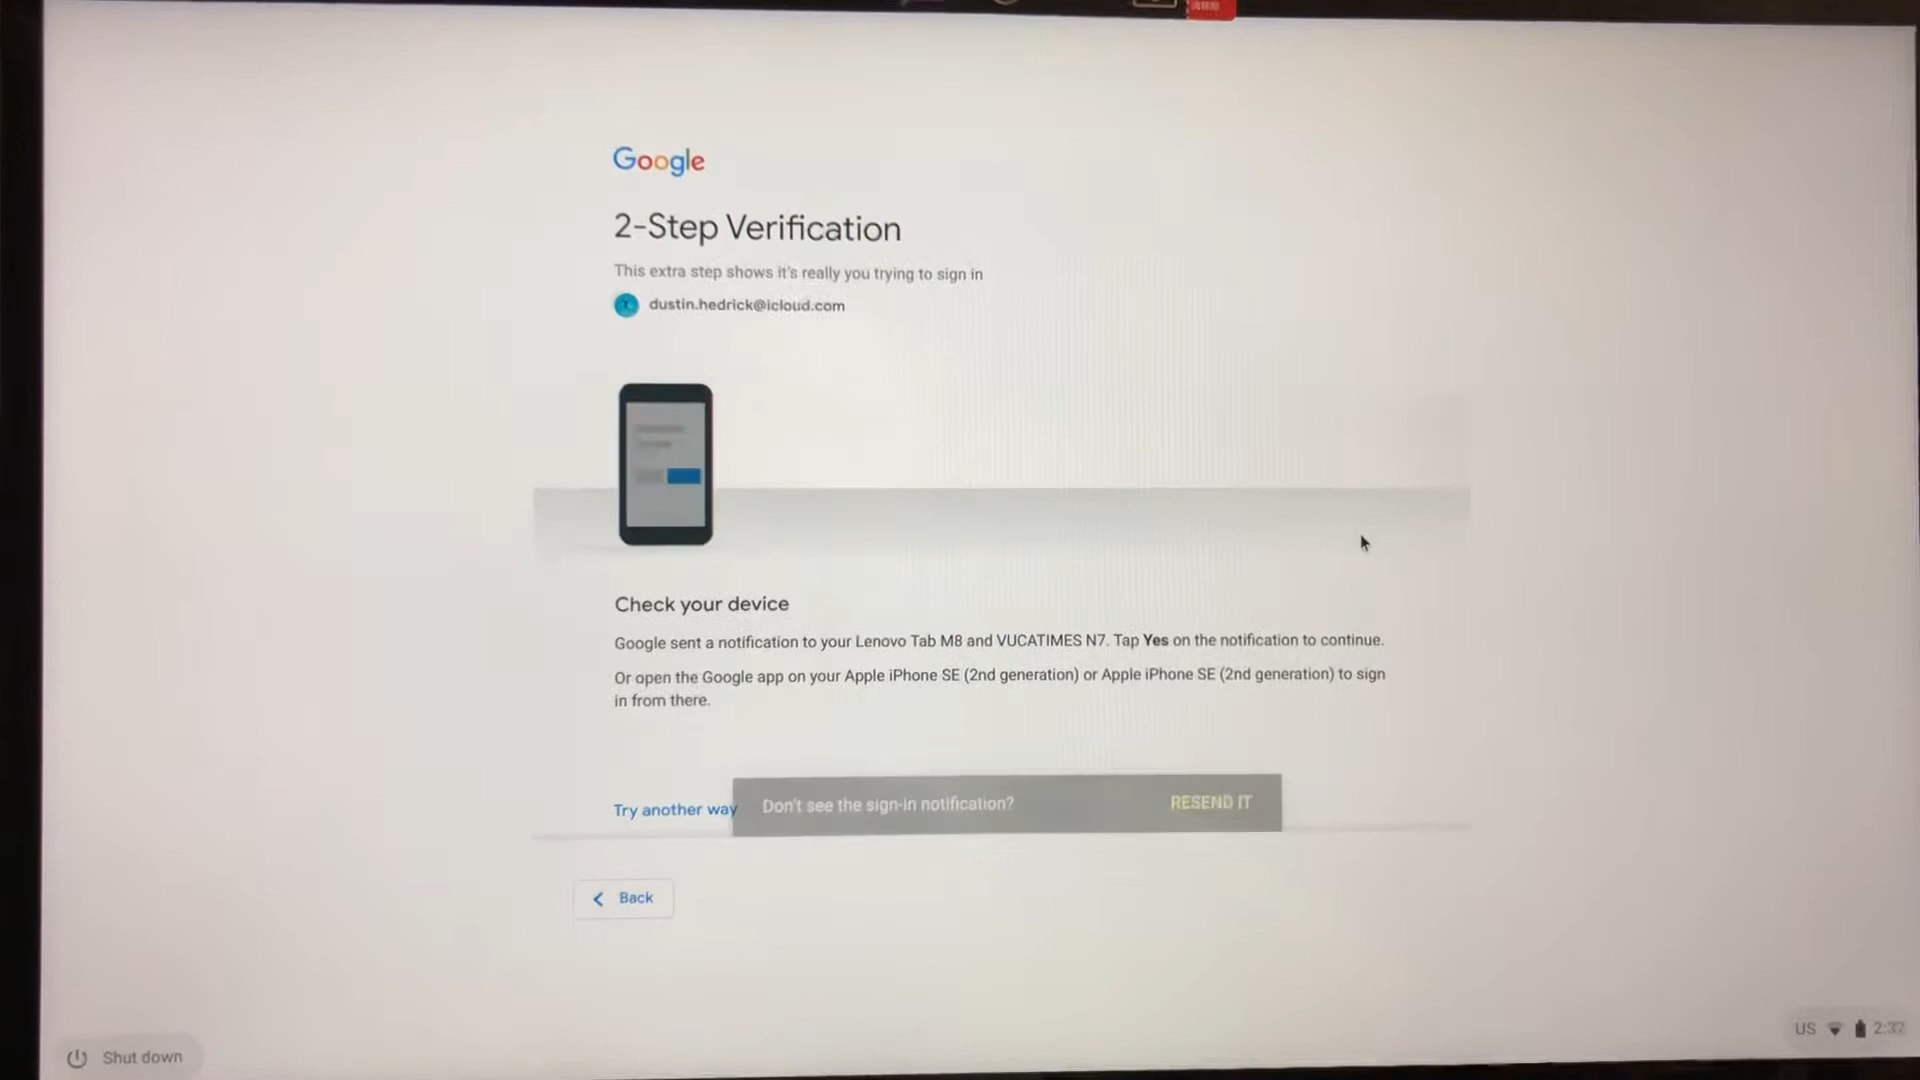 Google
2-Step Verification
This extra step shows it's really you trying to sign in
dustin.hedrick@icloud.com
Check your device
Google sent a notification to your Lenovo Tab M8 and VUCATIMES N7. Tap Yes on the notification to continue.
Or open the Google app on your Apple iPhone SE (2nd generation) or Apple iPhone SE (2nd generation) to sign
in from there.
Try another way
Don't see the sign-in notification?
RESEND IT
Back
Shut down
US
2:32